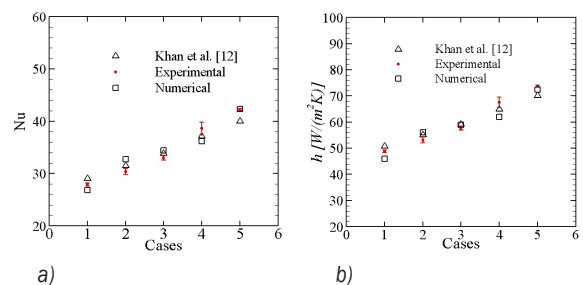 60
50
40
30
20
Nu
Khan et al. [12]
Experimental
Numerical
0 1 2 3 4 5 6
Cases
a)
100
90
80
70
60
50
40
30
20
h [W/(m²K)]
Khan et al. [12]
Experimental
Numerical
0 1 2 3 4 5 6
Cases
b)